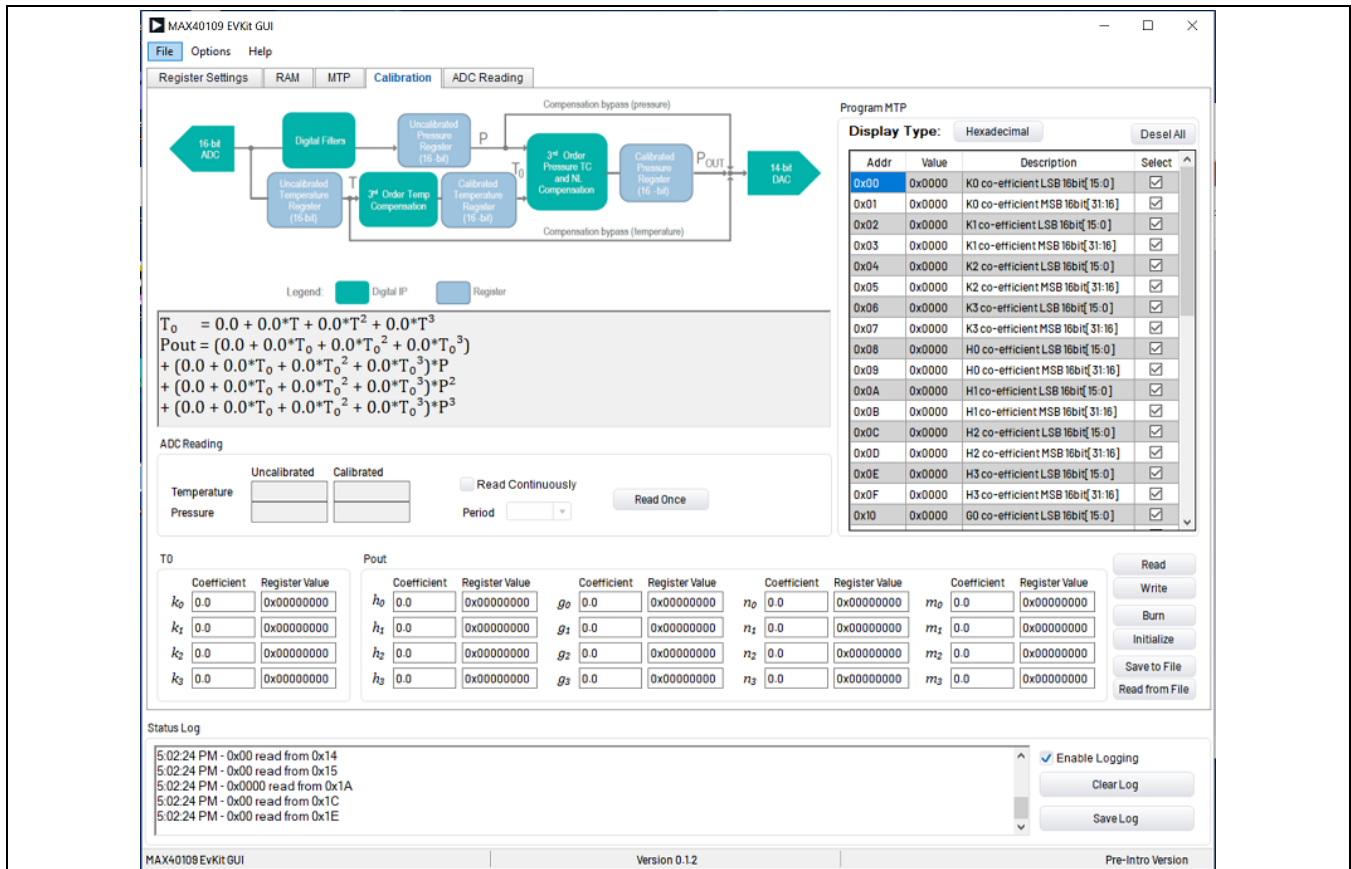 MAX40109 EVKit GUI
File Options Help
Register Settings RAM MTP Calibration ADC Reading
Compensation bypass (pressure)
16-bit
ADC
Digital Filters
Uncalibrated
Pressure
Register
(16 -bit)
P
Uncalibrated
Temperature
Register
(16-bit)
T
3rd Order Temp
Compensation
Calibrated
Temperature
Register
(16 -bit)
T0
3rd Order
Pressure TC
and NL
Compensation
Calibrated
Pressure
Register
(16 -bit)
POUT
14-bit
DAC
Compensation bypass (temperature)
Legend: Digital IP Register
T₀ = 0.0 + 0.0*T + 0.0*T² + 0.0*T³
Pout = (0.0 + 0.0*T₀ + 0.0*T₀² + 0.0*T₀³)
+ (0.0 + 0.0*T₀ + 0.0*T₀² + 0.0*T₀³)*P
+ (0.0 + 0.0*T₀ + 0.0*T₀² + 0.0*T₀³)*P²
+ (0.0 + 0.0*T₀ + 0.0*T₀² + 0.0*T₀³)*P³
Program MTP
Display Type: Hexadecimal Desel All
Addr Value Description Select
0x00 0x0000 K0 co-efficient LSB 16bit[15:0]
0x01 0x0000 K0 co-efficient MSB 16bit[31:16]
0x02 0x0000 K1 co-efficient LSB 16bit[15:0]
0x03 0x0000 K1 co-efficient MSB 16bit[31:16]
0x04 0x0000 K2 co-efficient LSB 16bit[15:0]
0x05 0x0000 K2 co-efficient MSB 16bit[31:16]
0x06 0x0000 K3 co-efficient LSB 16bit[15:0]
0x07 0x0000 K3 co-efficient MSB 16bit[31:16]
0x08 0x0000 H0 co-efficient LSB 16bit[15:0]
0x09 0x0000 H0 co-efficient MSB 16bit[31:16]
0x0A 0x0000 H1 co-efficient LSB 16bit[15:0]
0x0B 0x0000 H1 co-efficient MSB 16bit[31:16]
0x0C 0x0000 H2 co-efficient LSB 16bit[15:0]
0x0D 0x0000 H2 co-efficient MSB 16bit[31:16]
0x0E 0x0000 H3 co-efficient LSB 16bit[15:0]
0x0F 0x0000 H3 co-efficient MSB 16bit[31:16]
0x10 0x0000 G0 co-efficient LSB 16bit[15:0]
ADC Reading
Uncalibrated Calibrated
Temperature
Pressure
Read Continuously
Period
Read Once
T0 Pout
Coefficient Register Value Coefficient Register Value Coefficient Register Value Coefficient Register Value Coefficient Register Value
k₀ 0.0 0x00000000 h₀ 0.0 0x00000000 g₀ 0.0 0x00000000 n₀ 0.0 0x00000000 m₀ 0.0 0x00000000
k₁ 0.0 0x00000000 h₁ 0.0 0x00000000 g₁ 0.0 0x00000000 n₁ 0.0 0x00000000 m₁ 0.0 0x00000000
k₂ 0.0 0x00000000 h₂ 0.0 0x00000000 g₂ 0.0 0x00000000 n₂ 0.0 0x00000000 m₂ 0.0 0x00000000
k₃ 0.0 0x00000000 h₃ 0.0 0x00000000 g₃ 0.0 0x00000000 n₃ 0.0 0x00000000 m₃ 0.0 0x00000000
Read
Write
Burn
Initialize
Save to File
Read from File
Status Log
5:02:24 PM - 0x00 read from 0x14
5:02:24 PM - 0x00 read from 0x15
5:02:24 PM - 0x0000 read from 0x1A
5:02:24 PM - 0x00 read from 0x1C
5:02:24 PM - 0x00 read from 0x1E
Enable Logging
Clear Log
Save Log
MAX40109 EvKit GUI Version 0.1.2 Pre-Intro Version